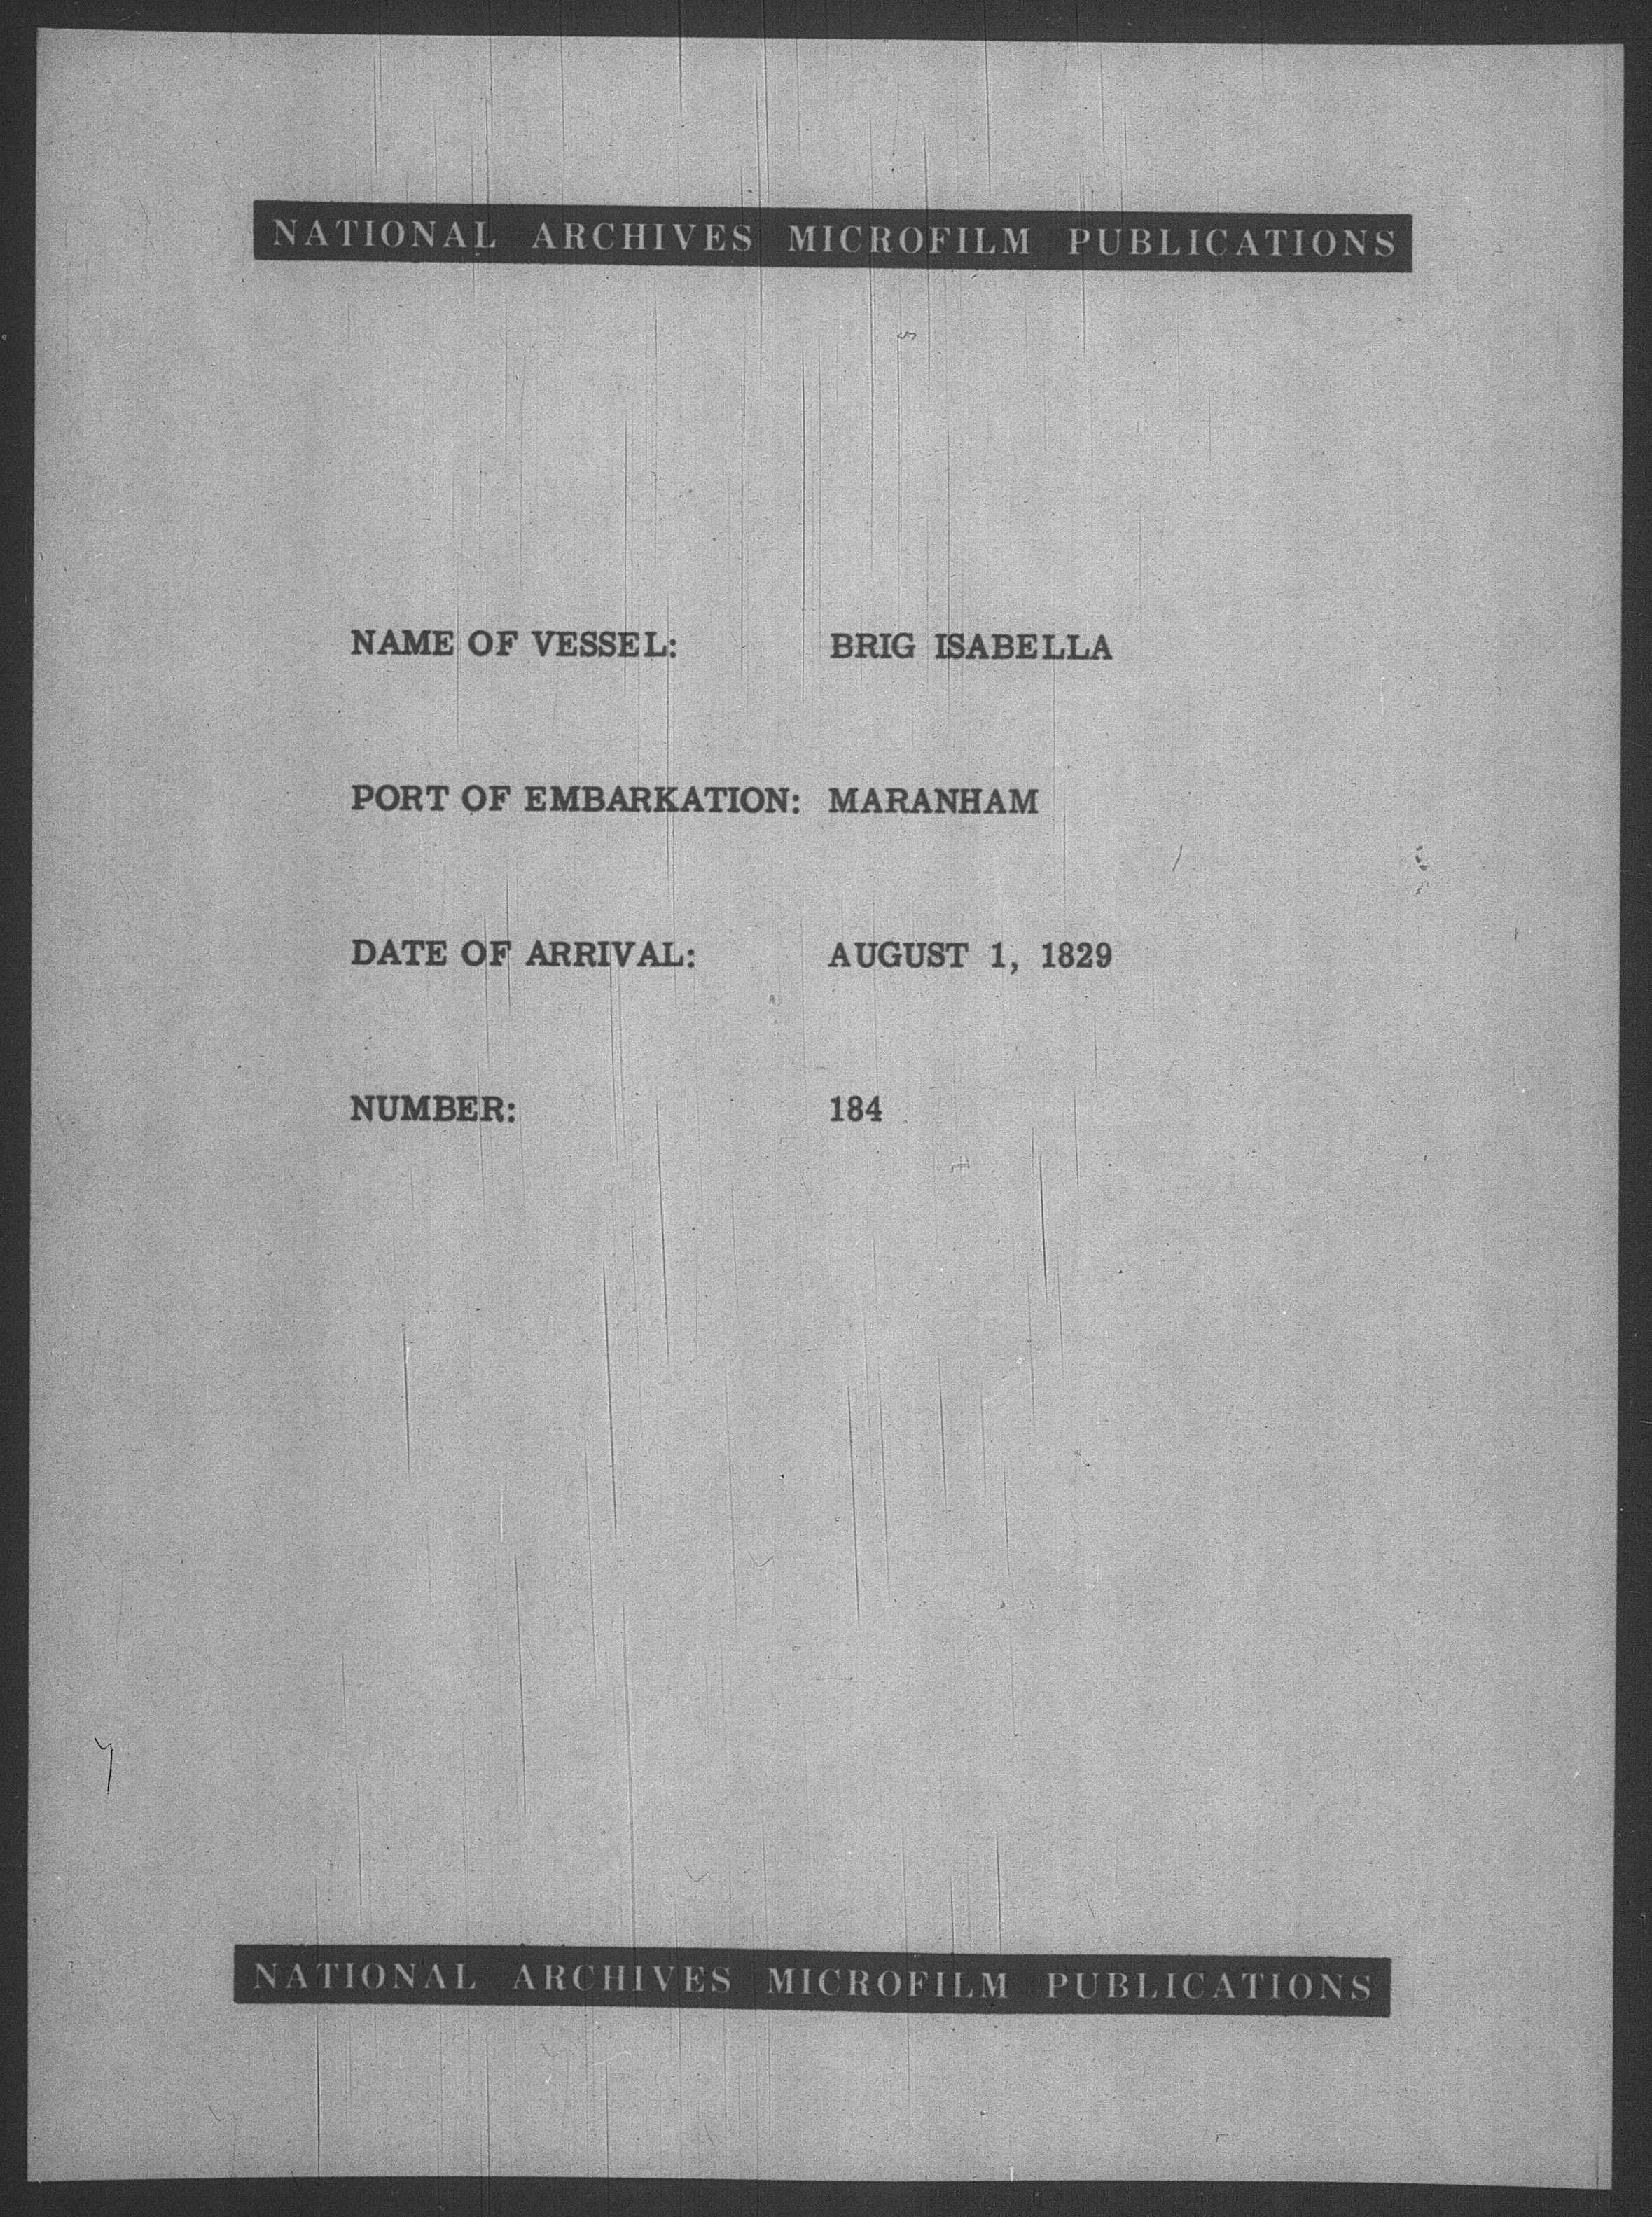 NATIONAL ARCHIVES MICROFILM PUBLICATIONS
NAME OF VESSEL: BRIG ISABELLA
PORT OF EMBARKATION: MARANHAM
DATE OF ARRIVAL: AUGUST 1, 1829
NUMBER: 184
NATIONAL ARCHIVES MICROFILM PUBLICATIONS